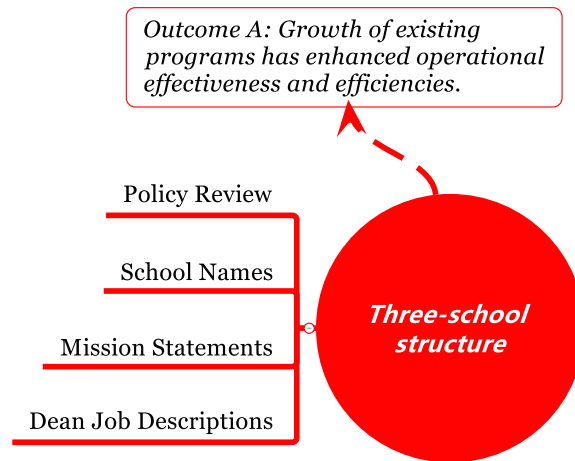 Outcome A: Growth of existing
programs has enhanced operational
effectiveness and efficiencies.
Policy Review
School Names
Mission Statements
Dean Job Descriptions
Three-school
structure